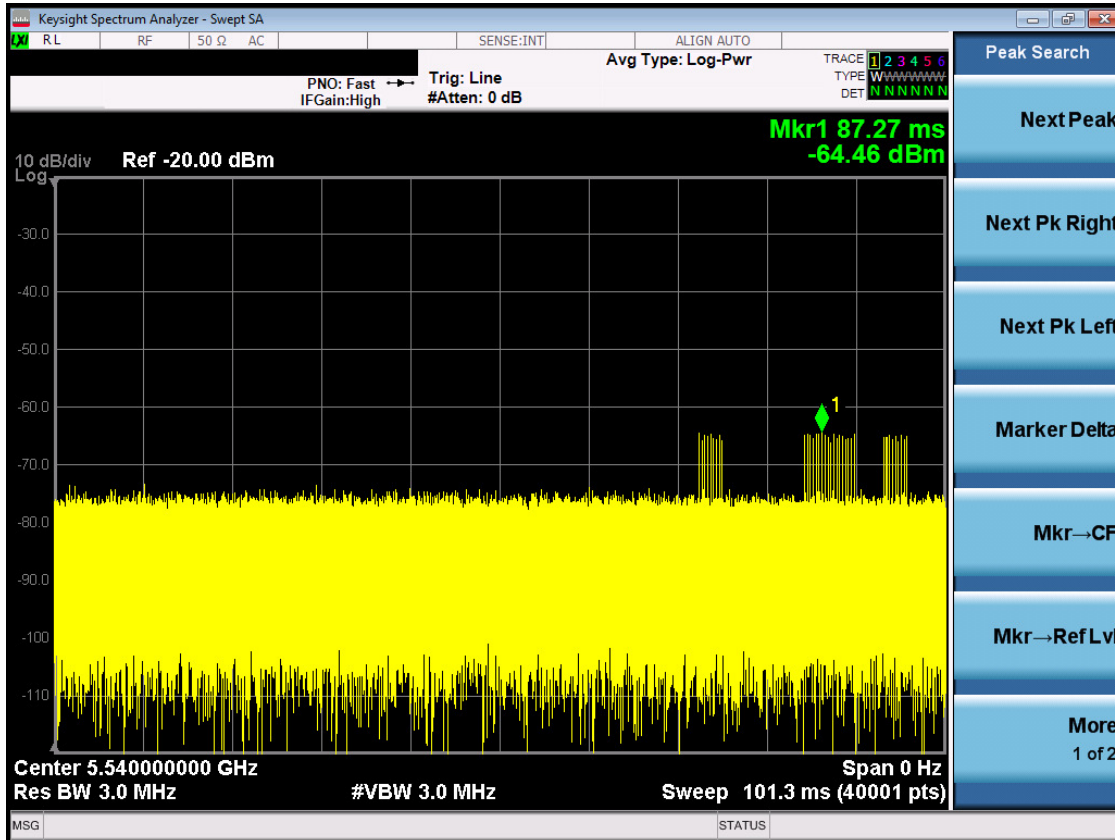 Keysight Spectrum Analyzer - Swept SA
LXI RL RF 50 Ω AC SENSE:INT ALIGN AUTO
PNO: Fast
IFGain:High
Trig: Line
#Atten: 0 dB
Avg Type: Log-Pwr
TRACE 1 2 3 4 5 6
TYPE WWWWWW
DET N N N N N N
Mkr1 87.27 ms
-64.46 dBm
10 dB/div Ref -20.00 dBm
Log
-30.0
-40.0
-50.0
-60.0
-70.0
-80.0
-90.0
-100
-110
1
Center 5.540000000 GHz Span 0 Hz
Res BW 3.0 MHz #VBW 3.0 MHz Sweep 101.3 ms (40001 pts)
MSG STATUS
Peak Search
Next Peak
Next Pk Right
Next Pk Left
Marker Delta
Mkr→CF
Mkr→Ref Lvl
More
1 of 2